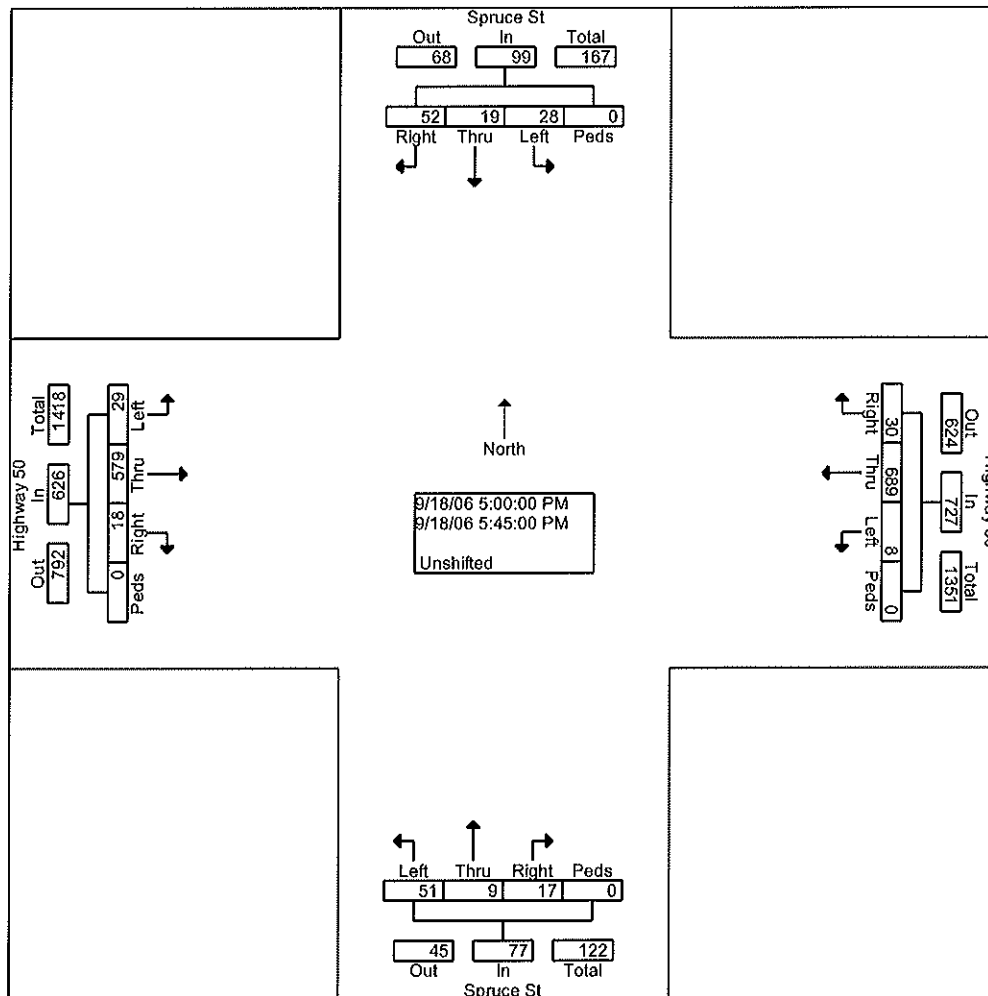 Spruce St
Out In Total
68 99 167
52 19 28 0
Right Thru Left Peds
Highway 50
Total In Out
1418 626 792
29 579 18 0
Left Thru Right Peds
North
9/18/06 5:00:00 PM
9/18/06 5:45:00 PM
Unshifted
Right Thru Left Peds
30 689 8 0
Out In Total
624 727 1351
Left Thru Right Peds
51 9 17 0
45 77 122
Out In Total
Spruce St